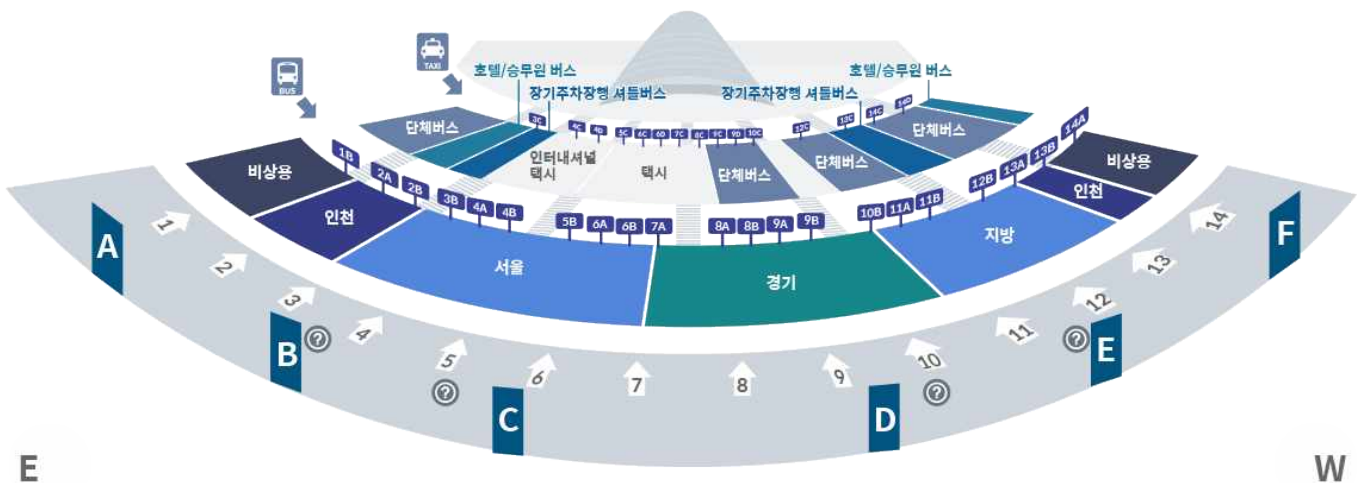 TAXI
BUS
호텔/승무원 버스
호텔/승무원 버스
장기주차장행 셔틀버스
장기주차장행 셔틀버스
단체버스
3C
4C
4D
5C
6C
6D
7C
8C
9C
9D
10C
12C
13C
14C
14D
단체버스
인터내셔널
택시
택시
단체버스
단체버스
비상용
1B
2A
2B
3B
4A
4B
5B
6A
6B
7A
8A
8B
9A
9B
10B
11A
11B
12B
13A
13B
14A
비상용
인천
인천
서울
경기
지방
A
1
2
3
4
5
6
7
8
9
10
11
12
13
14
F
B
?
?
?
?
E
C
D
E
W